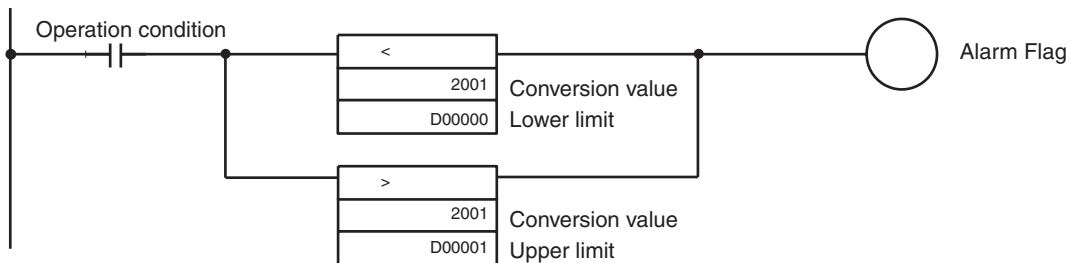 Operation condition
<
2001 Conversion value
D00000 Lower limit
Alarm Flag
>
2001 Conversion value
D00001 Upper limit